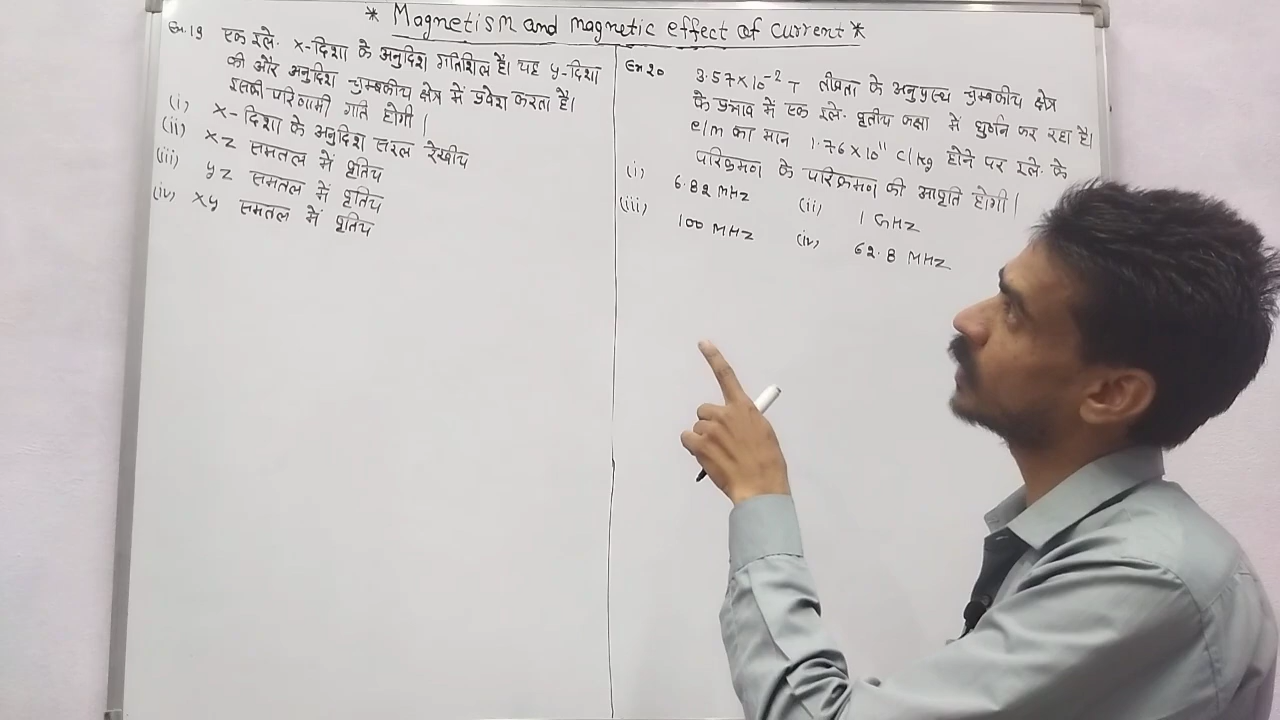 * Magnetism and magnetic effect of current *
Ex. 19 एक इले. x-दिशा के अनुदिश गतिशिल है। यह y-दिशा
की और अनुदिश चुम्बकीय क्षेत्र में प्रवेश करता है।
इसकी परिणामी गति होगी।
(i) x-दिशा के अनुदिश सरल रेखीय
(ii) xz समतल में वृतिय
(iii) yz समतल में वृतिय
(iv) xy समतल में वृतिय
Ex 20 3.57×10⁻² T तीव्रता के अनुप्रस्थ चुम्बकीय क्षेत्र
के प्रभाव में एक इले. वृतीय कक्षा में घुर्णन कर रहा है।
e/m का मान 1.76×10¹¹ C/kg होने पर इले. के
परिक्रमण के परिक्रमण की आवृति होगी।
(i) 6.82 MHz (ii) 1 GHz
(iii) 100 MHz (iv) 62.8 MHz